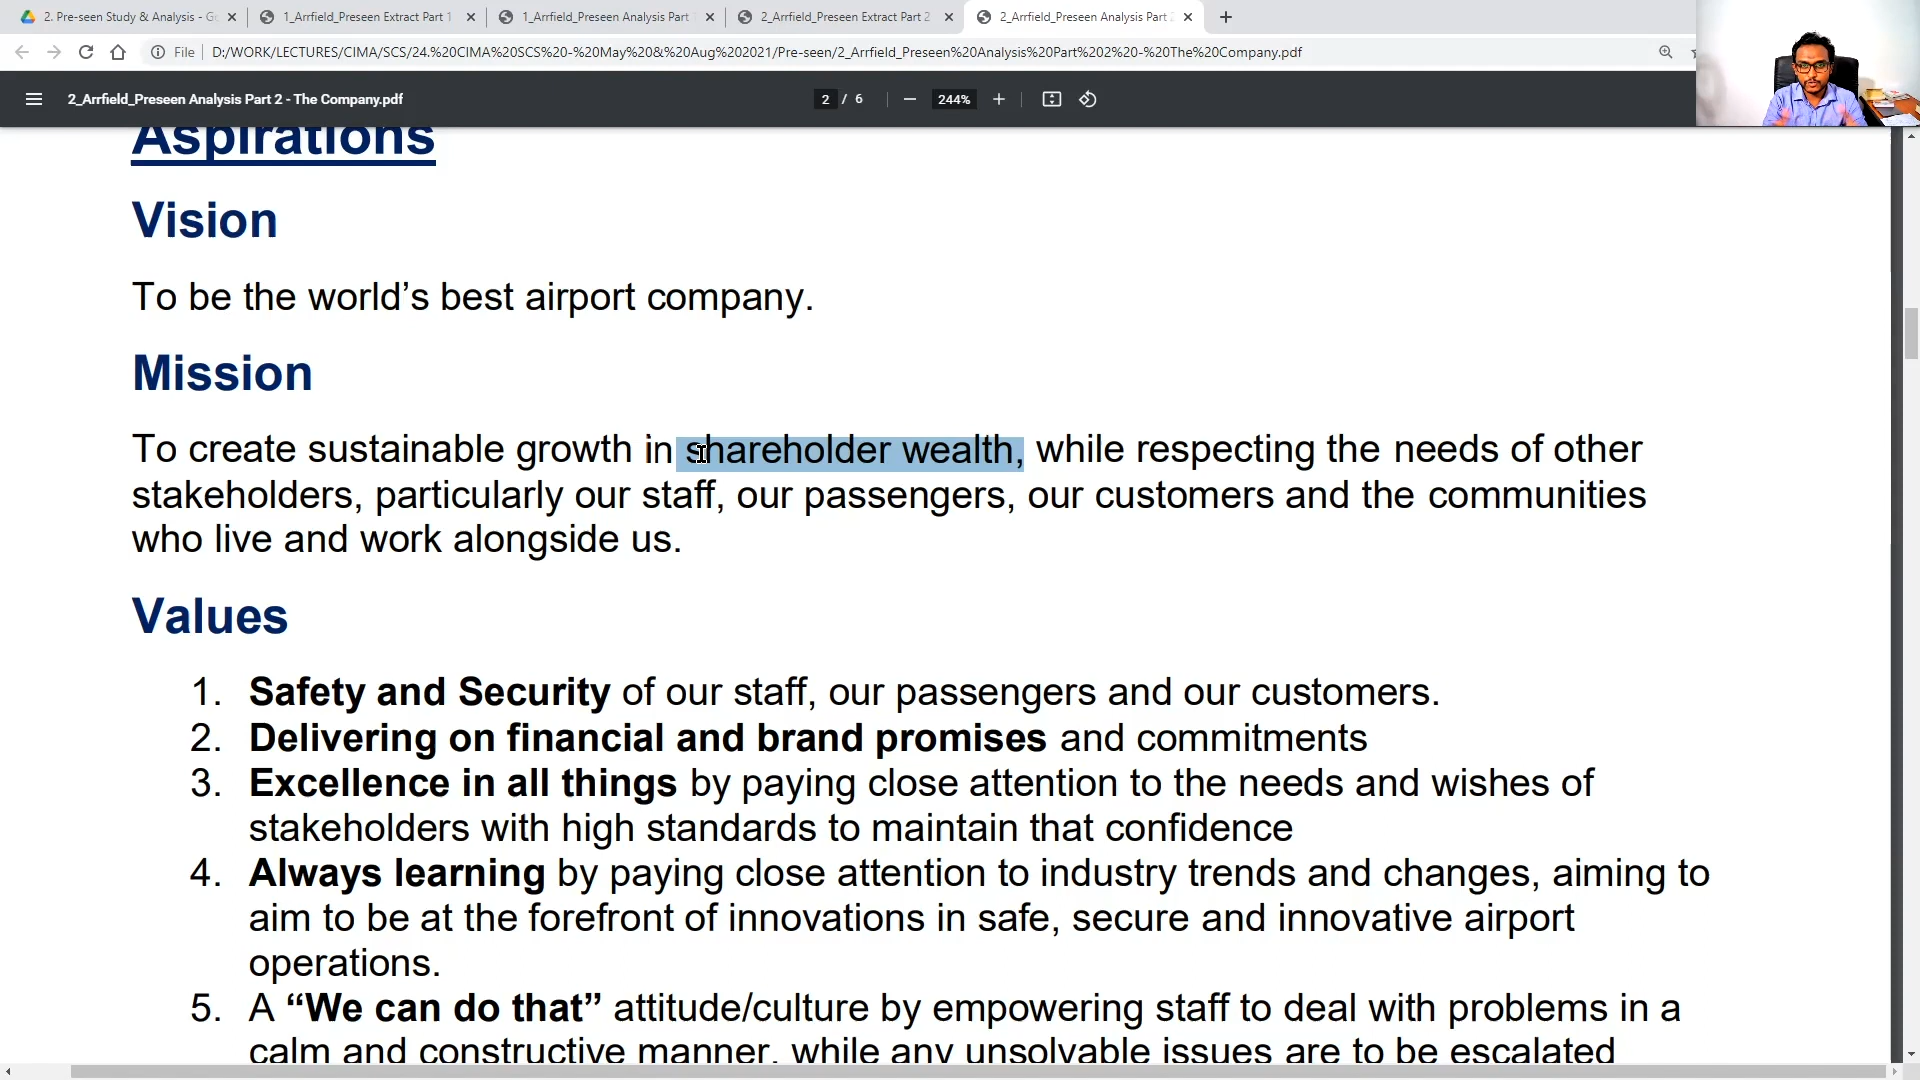 2. Pre-seen Study & Analysis - G
1_Arrfield_Preseen Extract Part 1
1_Arrfield_Preseen Analysis Part
2_Arrfield_Preseen Extract Part 2
2_Arrfield_Preseen Analysis Part 2
File
D:/WORK/LECTURES/CIMA/SCS/24.%20CIMA%20SCS%20-%20May%20&%20Aug%202021/Pre-seen/2_Arrfield_Preseen%20Analysis%20Part%202%20-%20The%20Company.pdf
2_Arrfield_Preseen Analysis Part 2 - The Company.pdf
2 / 6
244%
Aspirations
Vision
To be the world’s best airport company.
Mission
To create sustainable growth in shareholder wealth, while respecting the needs of other
stakeholders, particularly our staff, our passengers, our customers and the communities
who live and work alongside us.
Values
1. Safety and Security of our staff, our passengers and our customers.
2. Delivering on financial and brand promises and commitments
3. Excellence in all things by paying close attention to the needs and wishes of
stakeholders with high standards to maintain that confidence
4. Always learning by paying close attention to industry trends and changes, aiming to
aim to be at the forefront of innovations in safe, secure and innovative airport
operations.
5. A “We can do that” attitude/culture by empowering staff to deal with problems in a
calm and constructive manner, while any unsolvable issues are to be escalated